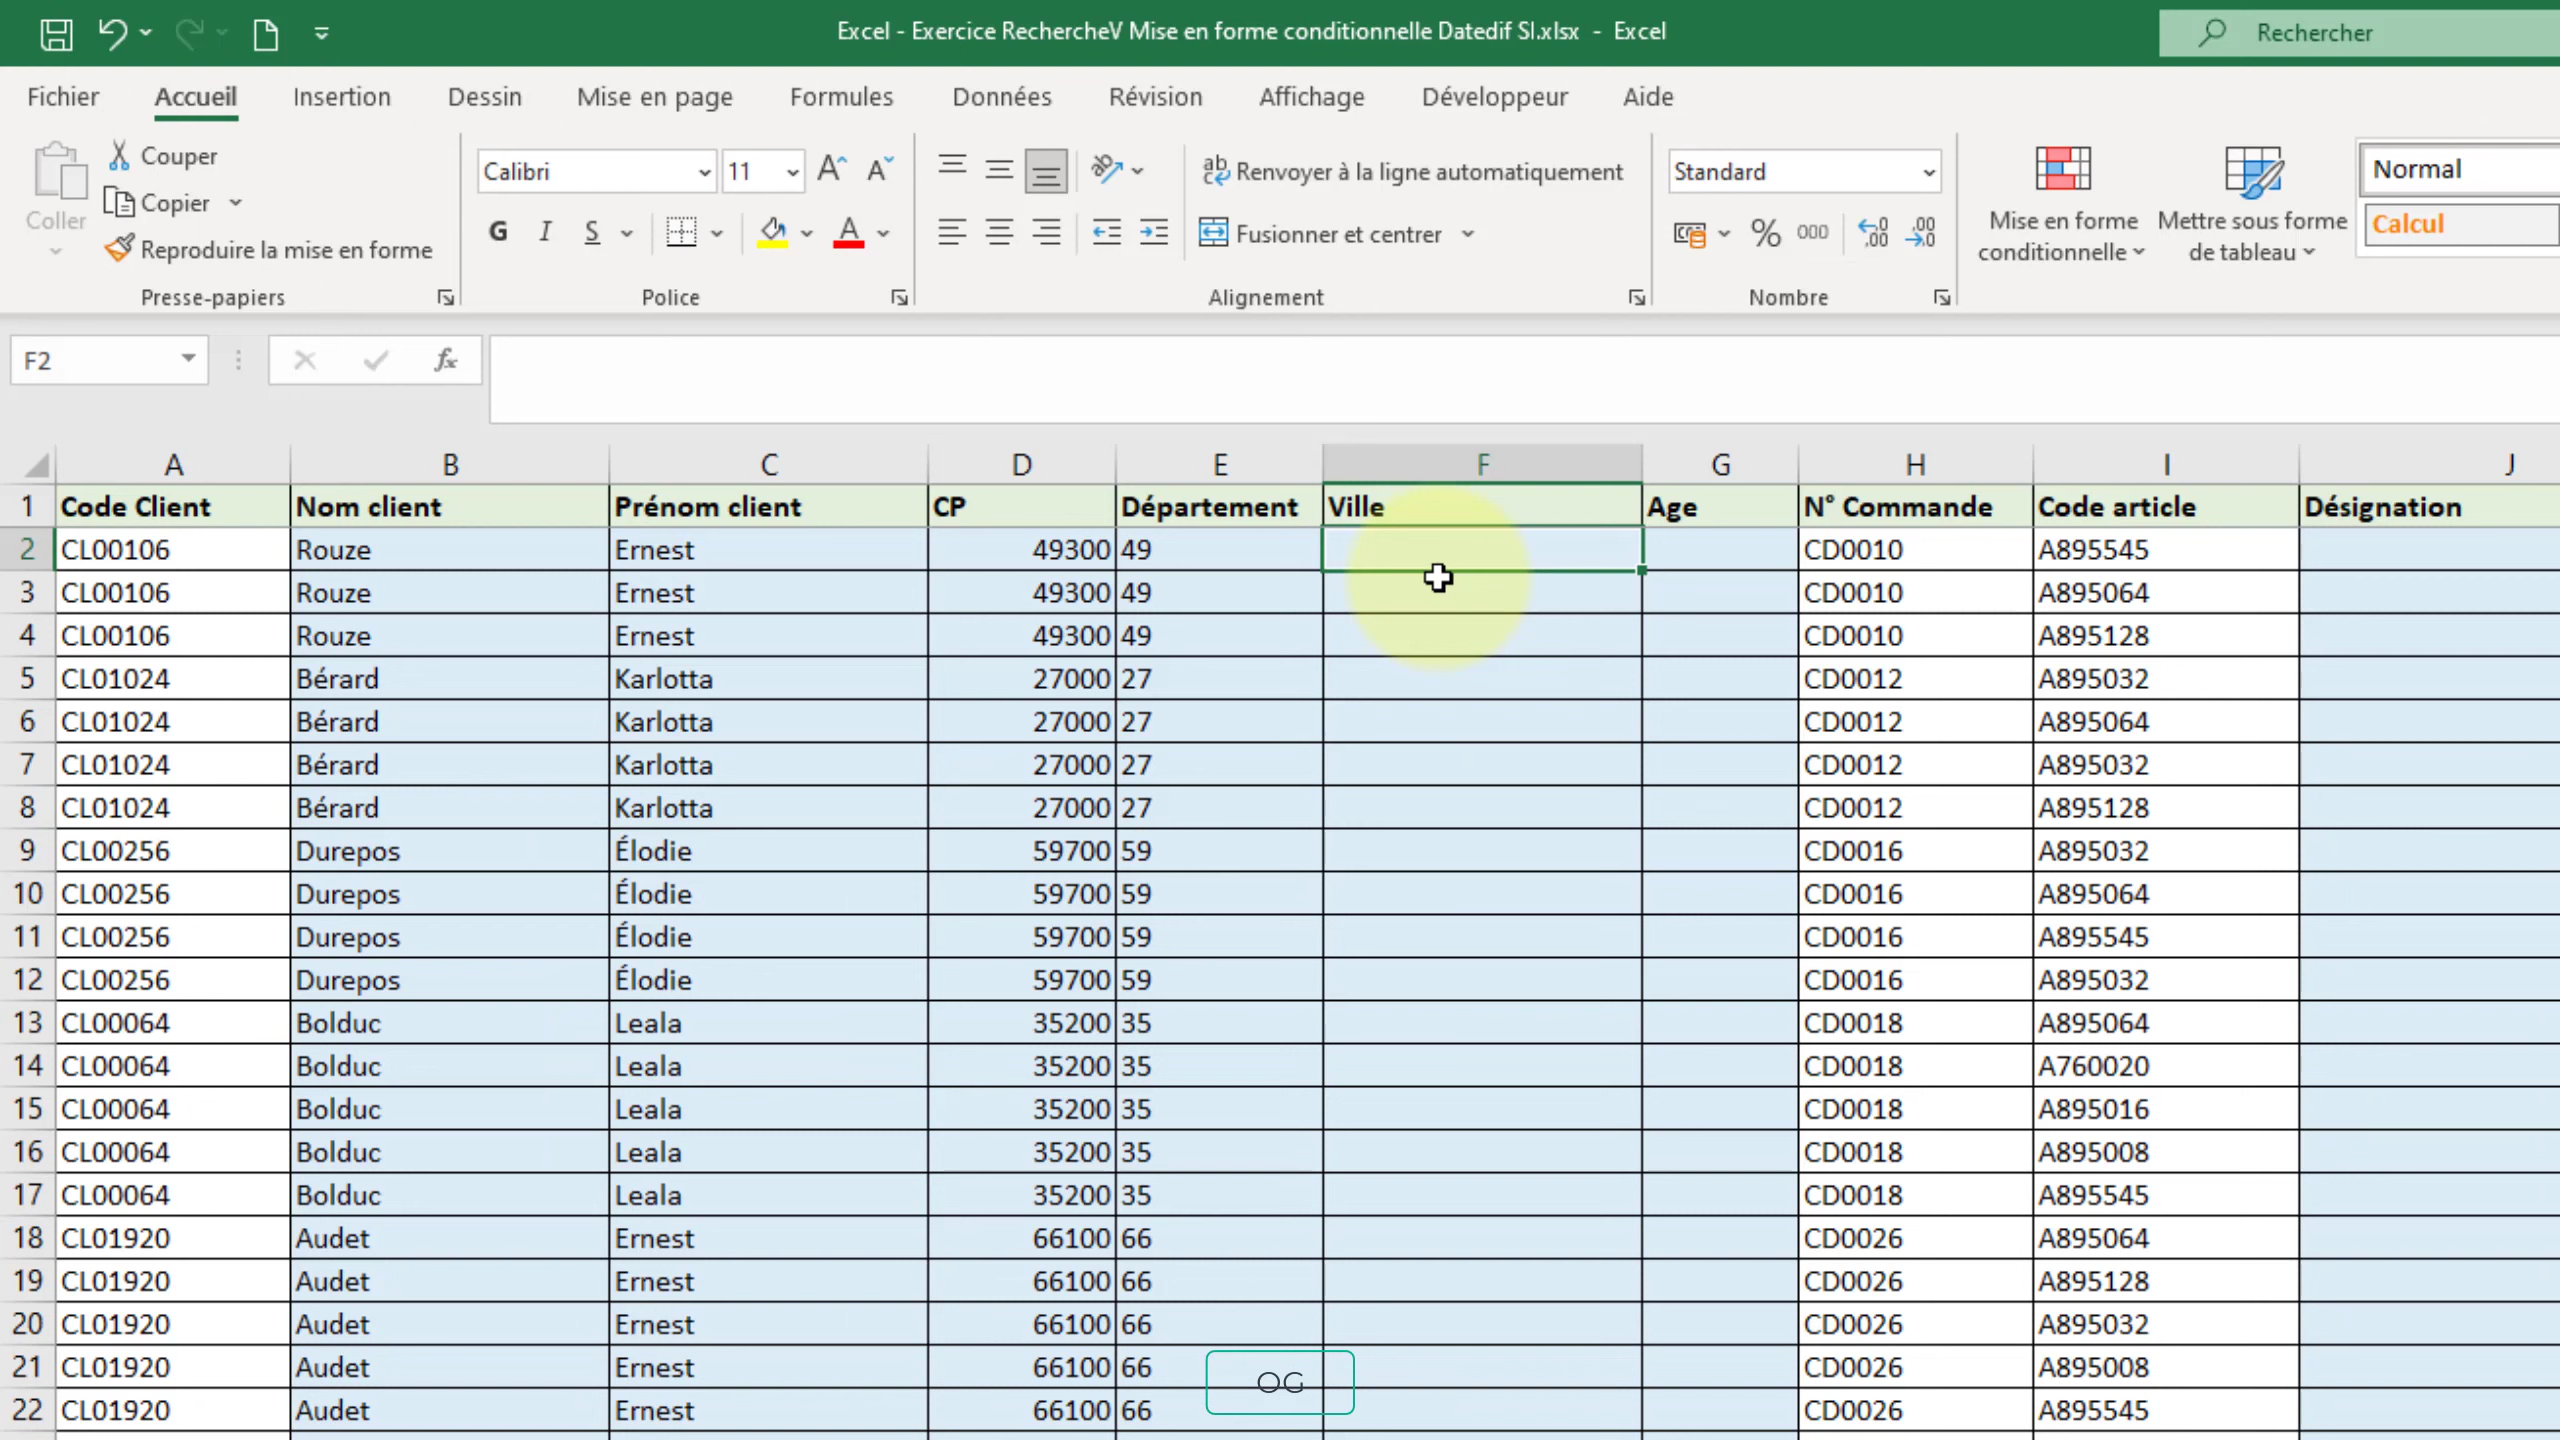 Excel - Exercice RechercheV Mise en forme conditionnelle Datedif SI.xlsx - Excel
Rechercher
Fichier Accueil Insertion Dessin Mise en page Formules Données Révision Affichage Développeur Aide
Coller
Couper
Copier
Reproduire la mise en forme
Presse-papiers
Calibri 11
G I S
Police
Renvoyer à la ligne automatiquement
Fusionner et centrer
Alignement
Standard
% 000
Nombre
Mise en forme conditionnelle
Mettre sous forme de tableau
Normal
Calcul
F2
fx
A B C D E F G H I J
1 Code Client Nom client Prénom client CP Département Ville Age N° Commande Code article Désignation
2 CL00106 Rouze Ernest 49300 49 CD0010 A895545
3 CL00106 Rouze Ernest 49300 49 CD0010 A895064
4 CL00106 Rouze Ernest 49300 49 CD0010 A895128
5 CL01024 Bérard Karlotta 27000 27 CD0012 A895032
6 CL01024 Bérard Karlotta 27000 27 CD0012 A895064
7 CL01024 Bérard Karlotta 27000 27 CD0012 A895032
8 CL01024 Bérard Karlotta 27000 27 CD0012 A895128
9 CL00256 Durepos Élodie 59700 59 CD0016 A895032
10 CL00256 Durepos Élodie 59700 59 CD0016 A895064
11 CL00256 Durepos Élodie 59700 59 CD0016 A895545
12 CL00256 Durepos Élodie 59700 59 CD0016 A895032
13 CL00064 Bolduc Leala 35200 35 CD0018 A895064
14 CL00064 Bolduc Leala 35200 35 CD0018 A760020
15 CL00064 Bolduc Leala 35200 35 CD0018 A895016
16 CL00064 Bolduc Leala 35200 35 CD0018 A895008
17 CL00064 Bolduc Leala 35200 35 CD0018 A895545
18 CL01920 Audet Ernest 66100 66 CD0026 A895064
19 CL01920 Audet Ernest 66100 66 CD0026 A895128
20 CL01920 Audet Ernest 66100 66 CD0026 A895032
21 CL01920 Audet Ernest 66100 66 CD0026 A895008
22 CL01920 Audet Ernest 66100 66 CD0026 A895545
OG